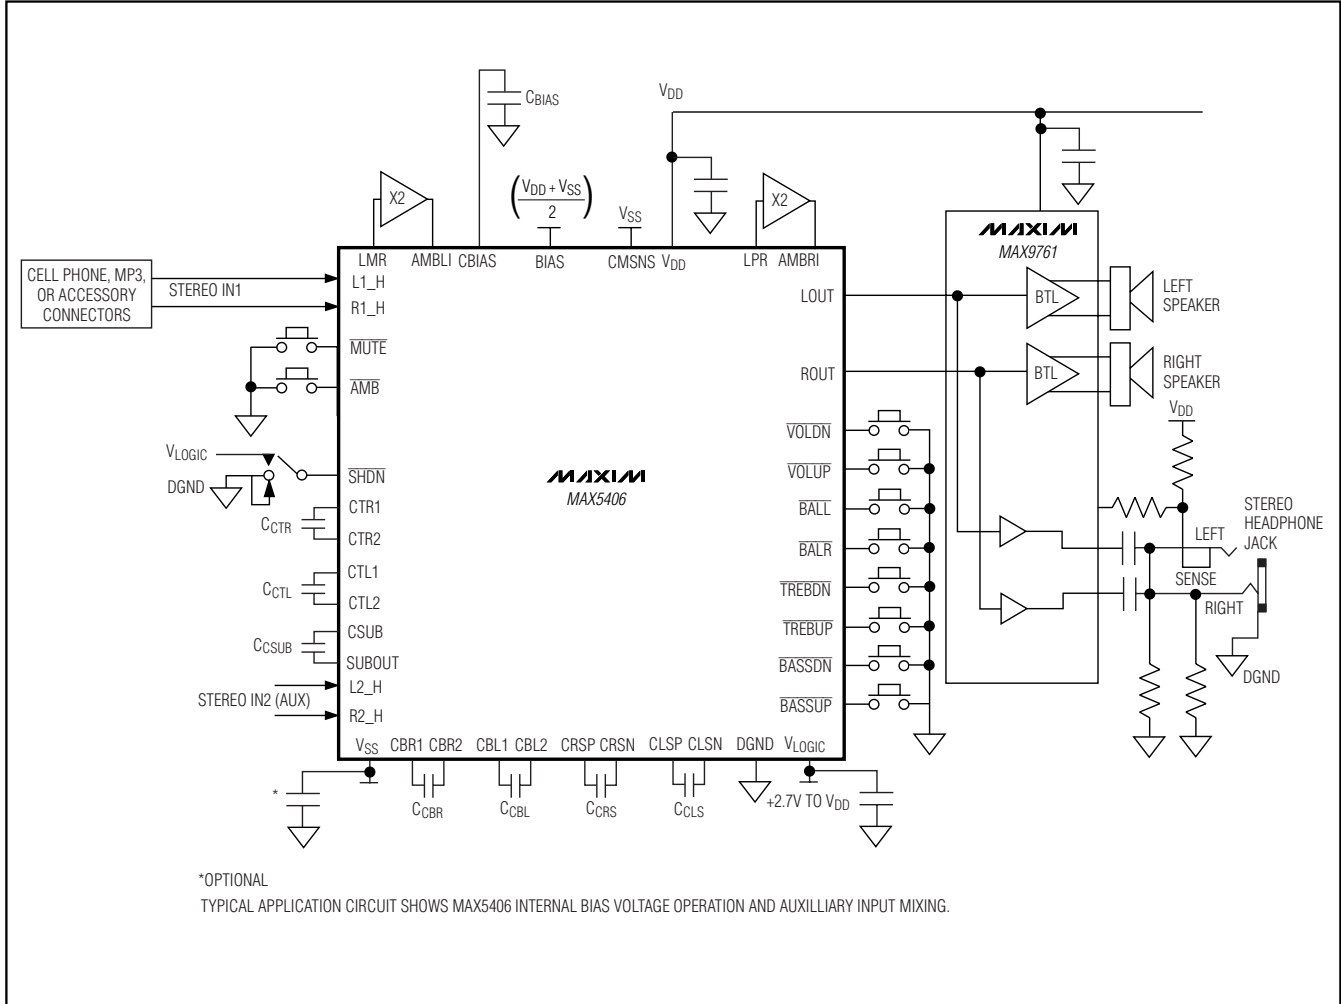 CBIAS
VDD
X2
(VDD + VSS
2)
VSS
X2
MAXIM
MAX9761
LMR AMBLI CBIAS BIAS CMSNS VDD LPR AMBRI
CELL PHONE, MP3,
OR ACCESSORY
CONNECTORS
STEREO IN1
L1_H
R1_H
MUTE
AMB
LOUT
BTL
LEFT
SPEAKER
ROUT
BTL
RIGHT
SPEAKER
VDD
VLOGIC
DGND
SHDN
CCTR
CTR1
CTR2
CCTL
CTL1
CTL2
CCSUB
CSUB
SUBOUT
STEREO IN2 (AUX)
L2_H
R2_H
MAXIM
MAX5406
VOLDN
VOLUP
BALL
BALR
TREBDN
TREBUP
BASSDN
BASSUP
STEREO
HEADPHONE
JACK
LEFT
SENSE
RIGHT
DGND
VSS CBR1 CBR2 CBL1 CBL2 CRSP CRSN CLSP CLSN DGND VLOGIC
*
CCBR
CCBL
CCRS
CCLS
+2.7V TO VDD
*OPTIONAL
TYPICAL APPLICATION CIRCUIT SHOWS MAX5406 INTERNAL BIAS VOLTAGE OPERATION AND AUXILLIARY INPUT MIXING.